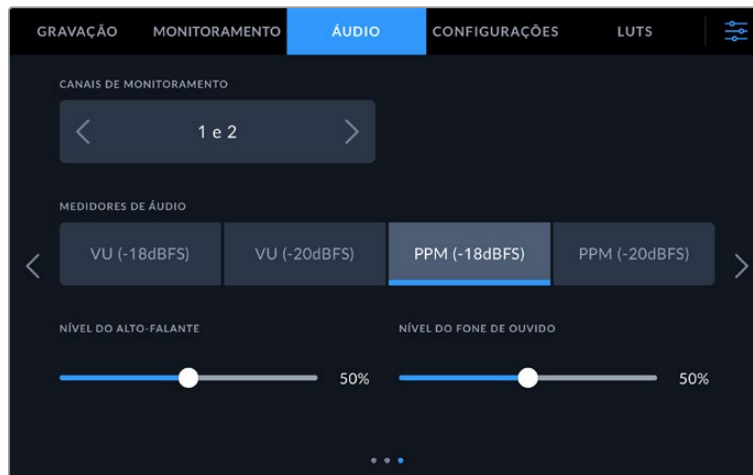 GRAVAÇÃO MONITORAMENTO ÁUDIO CONFIGURAÇÕES LUTS
CANAIS DE MONITORAMENTO
1 e 2
MEDIDORES DE ÁUDIO
VU (-18dBFS) VU (-20dBFS) PPM (-18dBFS) PPM (-20dBFS)
NÍVEL DO ALTO-FALANTE NÍVEL DO FONE DE OUVIDO
50% 50%